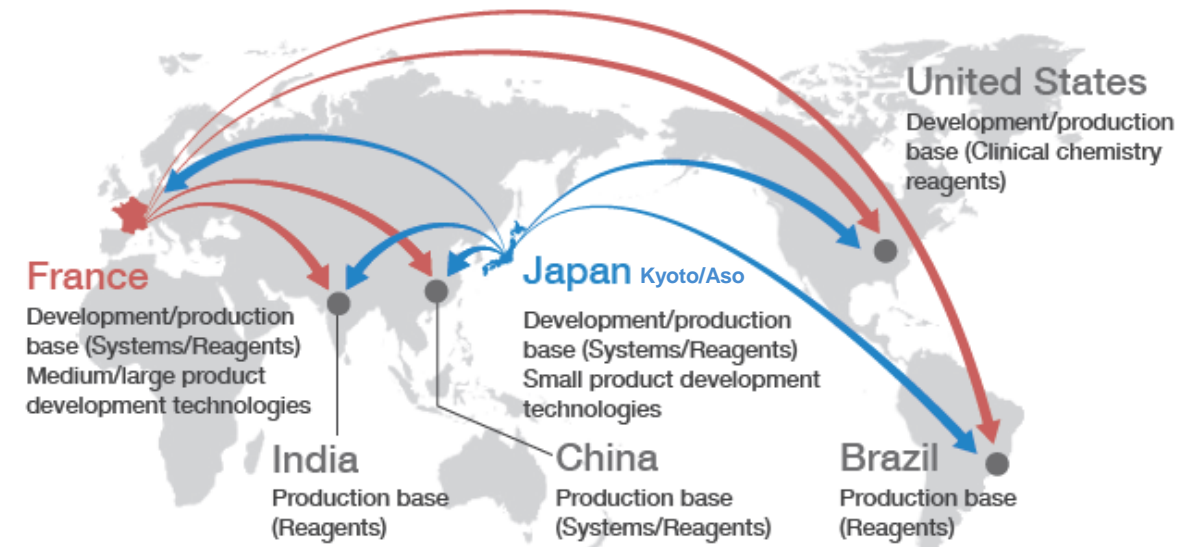 United States
Development/production
base (Clinical chemistry
reagents)
France
Development/production
base (Systems/Reagents)
Medium/large product
development technologies
Japan Kyoto/Aso
Development/production
base (Systems/Reagents)
Small product development
technologies
India
Production base
(Reagents)
China
Production base
(Systems/Reagents)
Brazil
Production base
(Reagents)